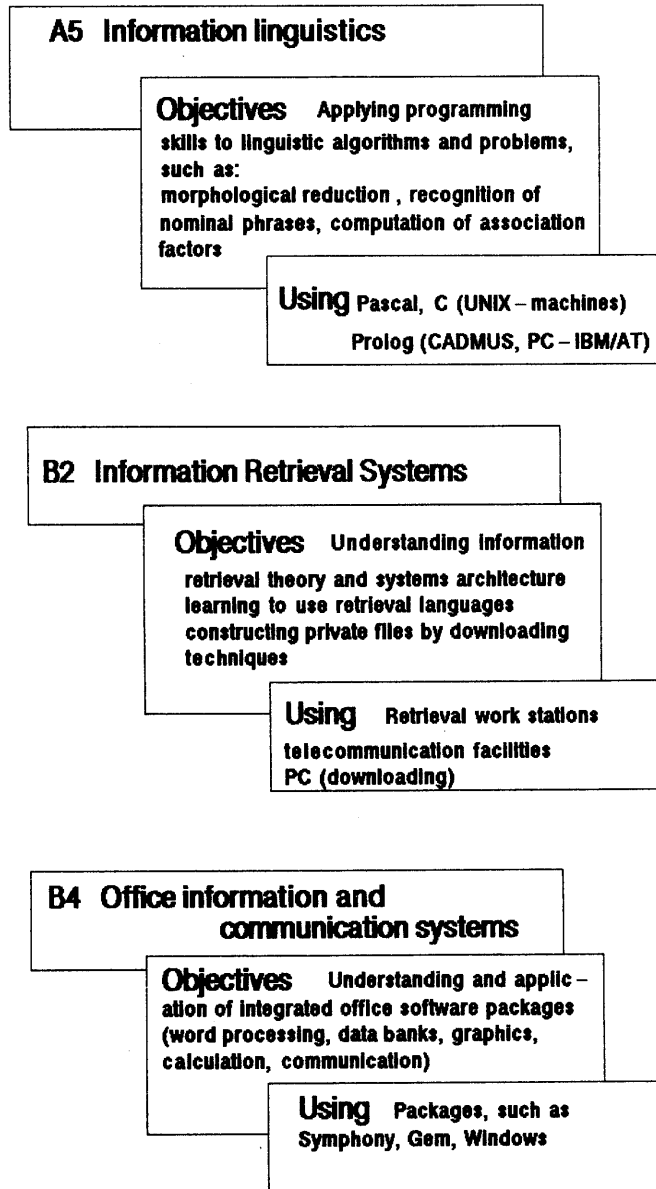 A5 Information linguistics
Objectives Applying programming
skills to linguistic algorithms and problems,
such as:
morphological reduction , recognition of
nominal phrases, computation of association
factors
Using Pascal, C (UNIX – machines)
Prolog (CADMUS, PC – IBM/AT)
B2 Information Retrieval Systems
Objectives Understanding information
retrieval theory and systems architecture
learning to use retrieval languages
constructing private files by downloading
techniques
Using Retrieval work stations
telecommunication facilities
PC (downloading)
B4 Office information and
communication systems
Objectives Understanding and applic –
ation of integrated office software packages
(word processing, data banks, graphics,
calculation, communication)
Using Packages, such as
Symphony, Gem, Windows